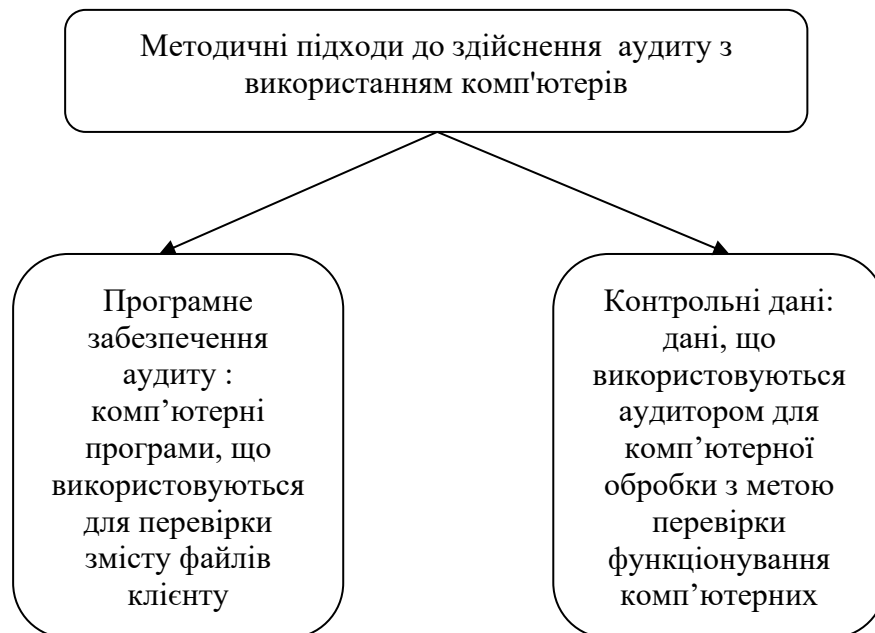 Методичні підходи до здійснення аудиту з
використанням комп'ютерів
Програмне
забезпечення
аудиту :
комп’ютерні
програми, що
використовуються
для перевірки
змісту файлів
клієнту
Контрольні дані:
дані, що
використовуються
аудитором для
комп’ютерної
обробки з метою
перевірки
функціонування
комп’ютерних